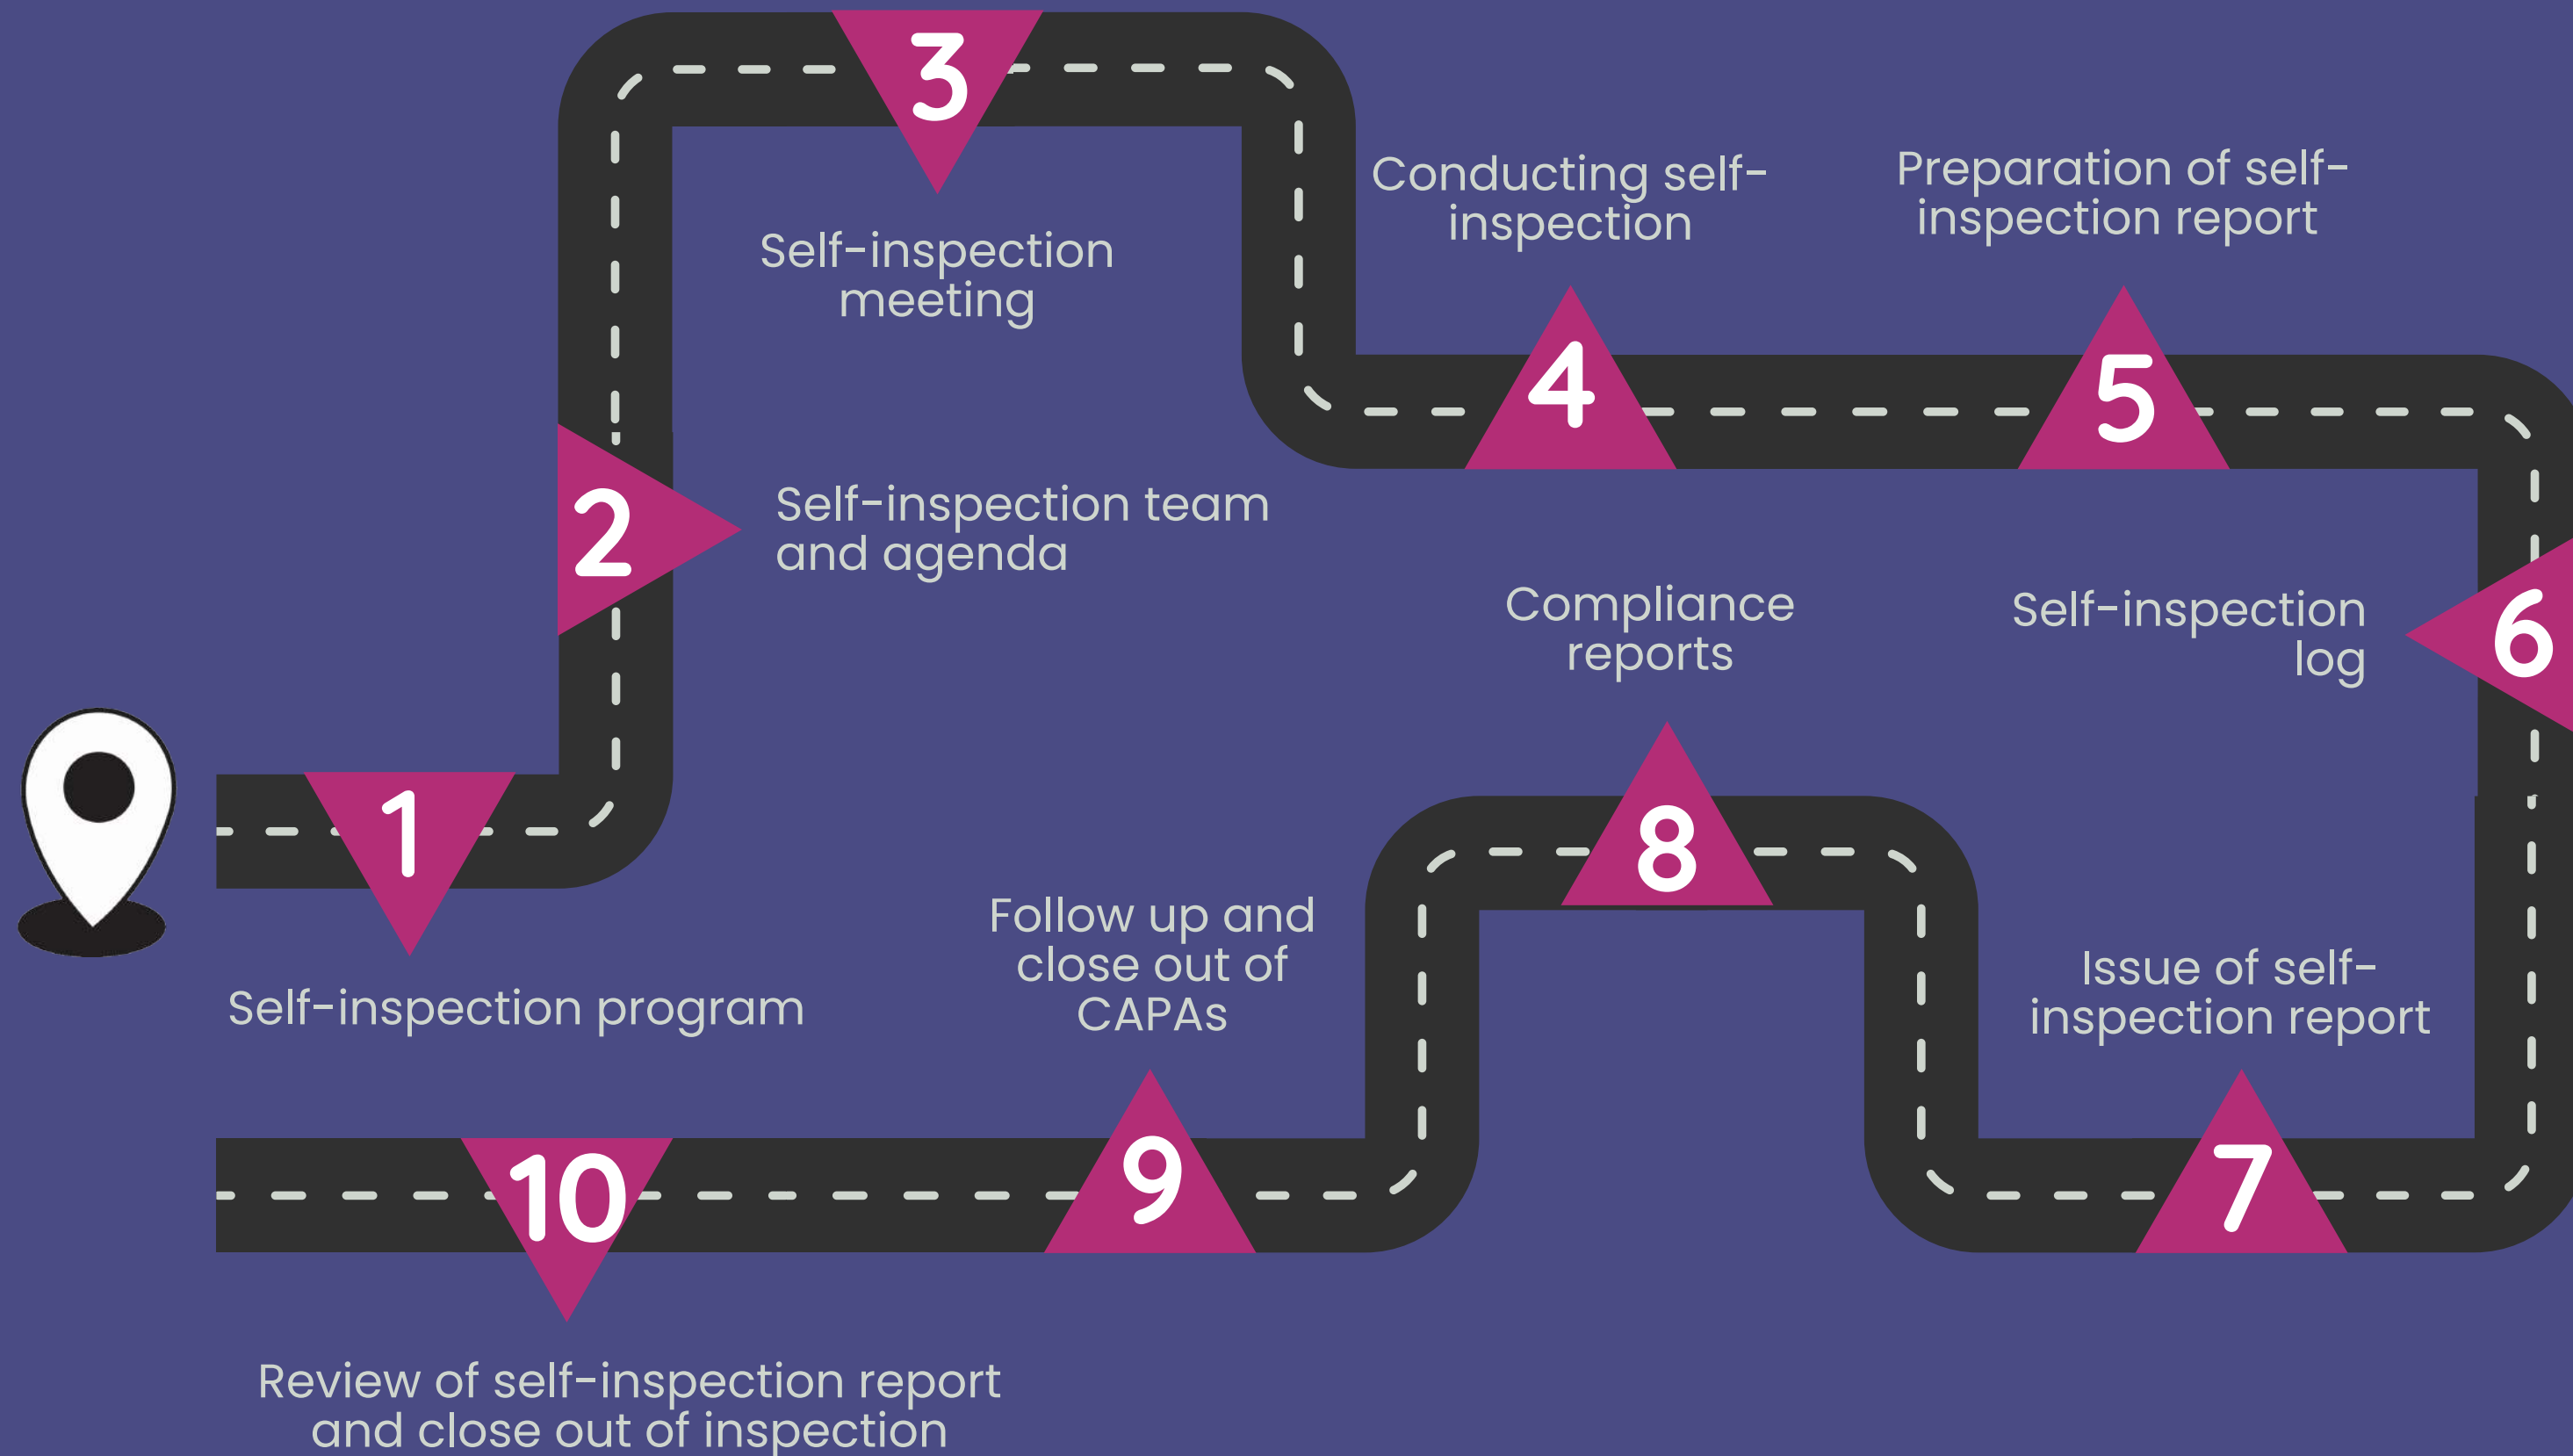 1
Self-inspection program
2
Self-inspection team
and agenda
3
Self-inspection
meeting
4
Conducting self-
inspection
5
Preparation of self-
inspection report
6
Self-inspection
log
7
Issue of self-
inspection report
8
Compliance
reports
9
Follow up and
close out of
CAPAs
10
Review of self-inspection report
and close out of inspection